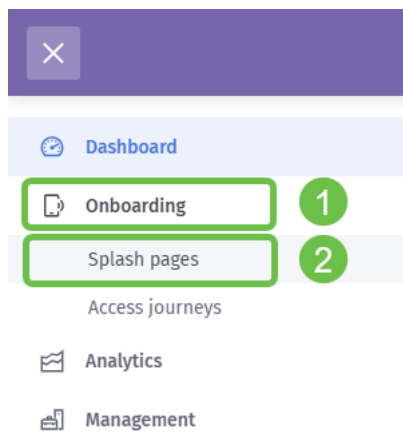 Dashboard
Onboarding 1
Splash pages 2
Access journeys
Analytics
Management